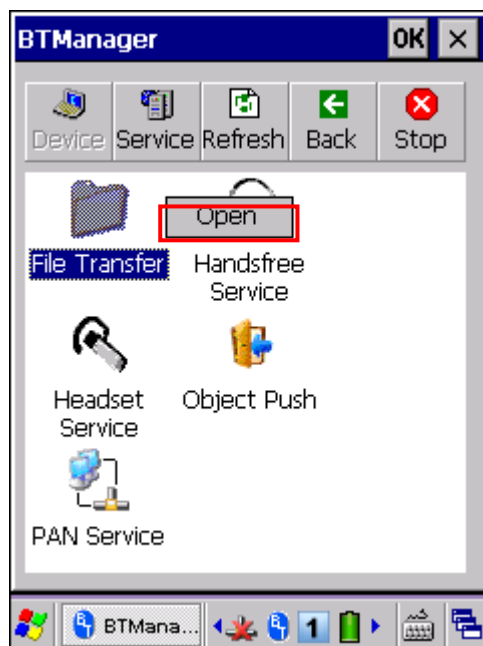 BTManager OK
Device Service Refresh Back Stop
Open
File Transfer Handsfree
Service
Headset
Service
Object Push
PAN Service
BTMana... 1